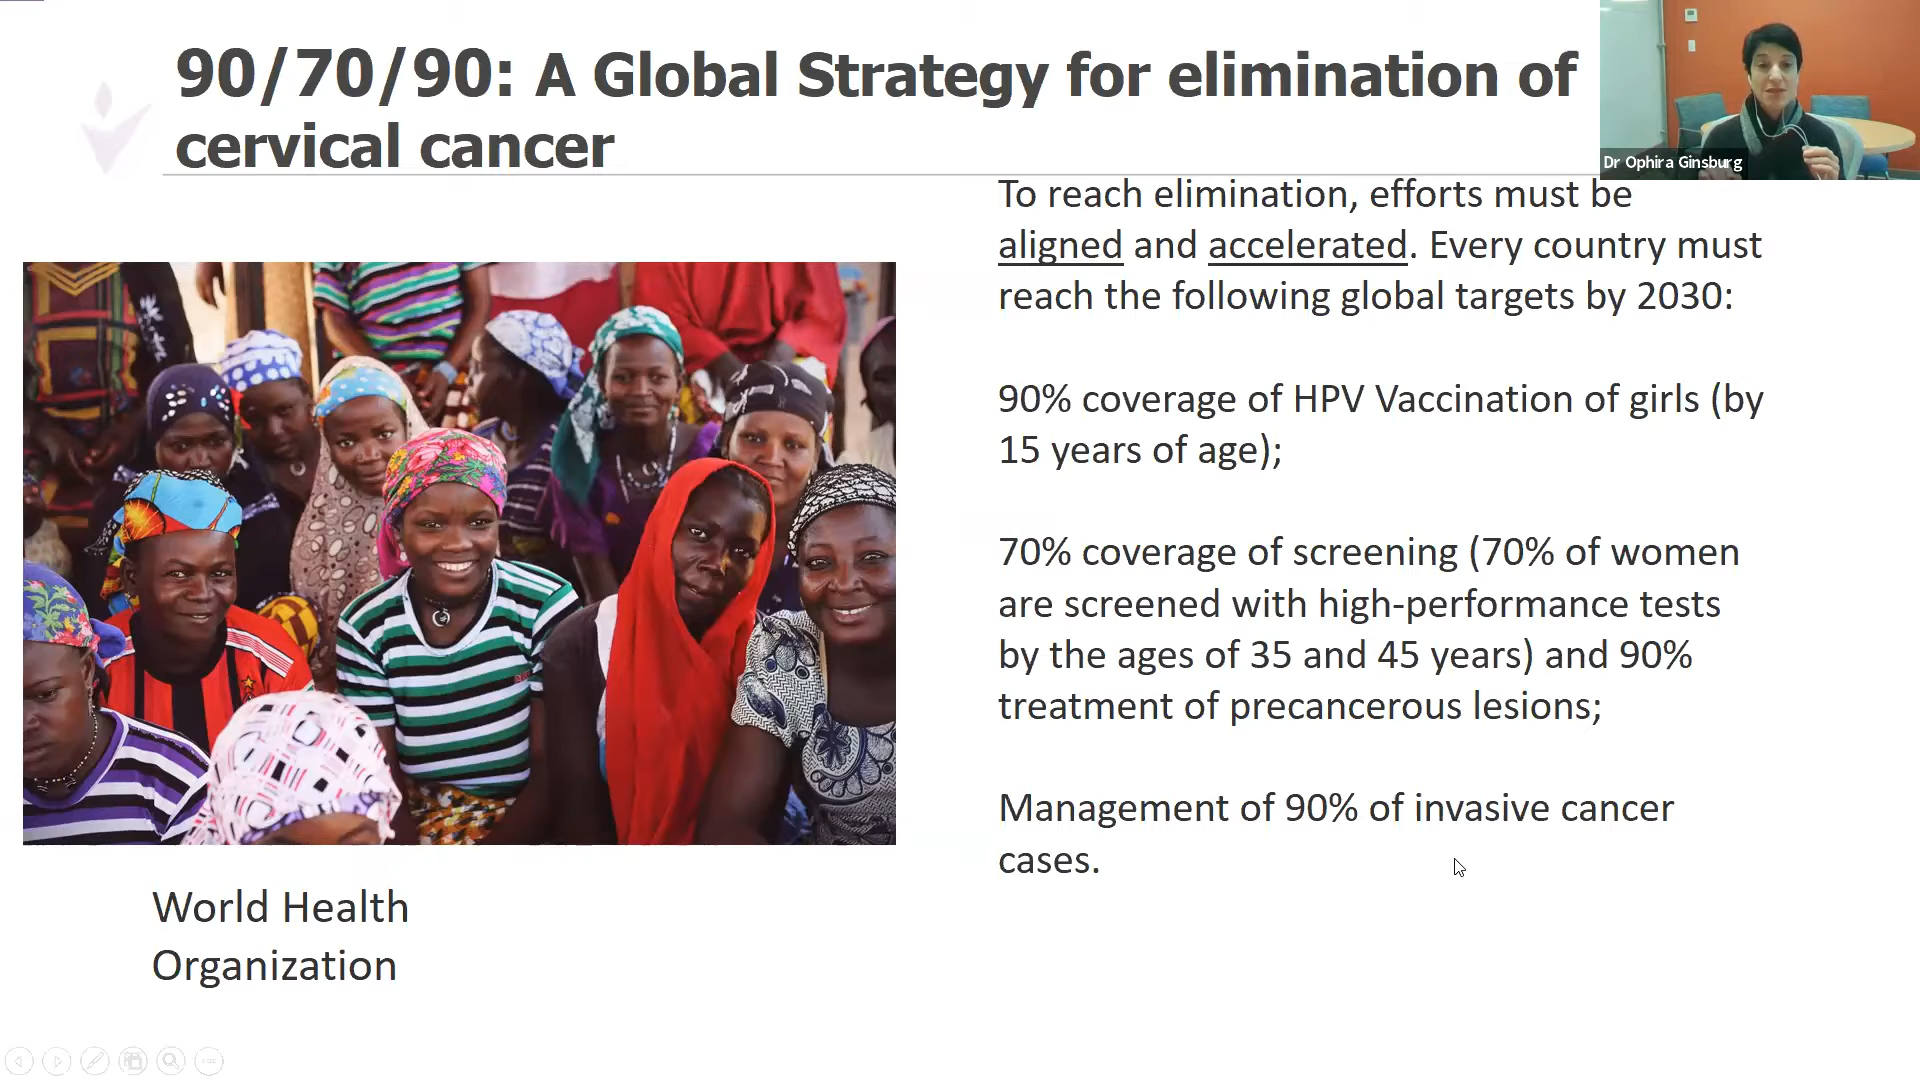 90/70/90: A Global Strategy for elimination of
cervical cancer
Dr Ophira Ginsburg
To reach elimination, efforts must be
aligned and accelerated. Every country must
reach the following global targets by 2030:
90% coverage of HPV Vaccination of girls (by
15 years of age);
70% coverage of screening (70% of women
are screened with high-performance tests
by the ages of 35 and 45 years) and 90%
treatment of precancerous lesions;
Management of 90% of invasive cancer
cases.
World Health
Organization